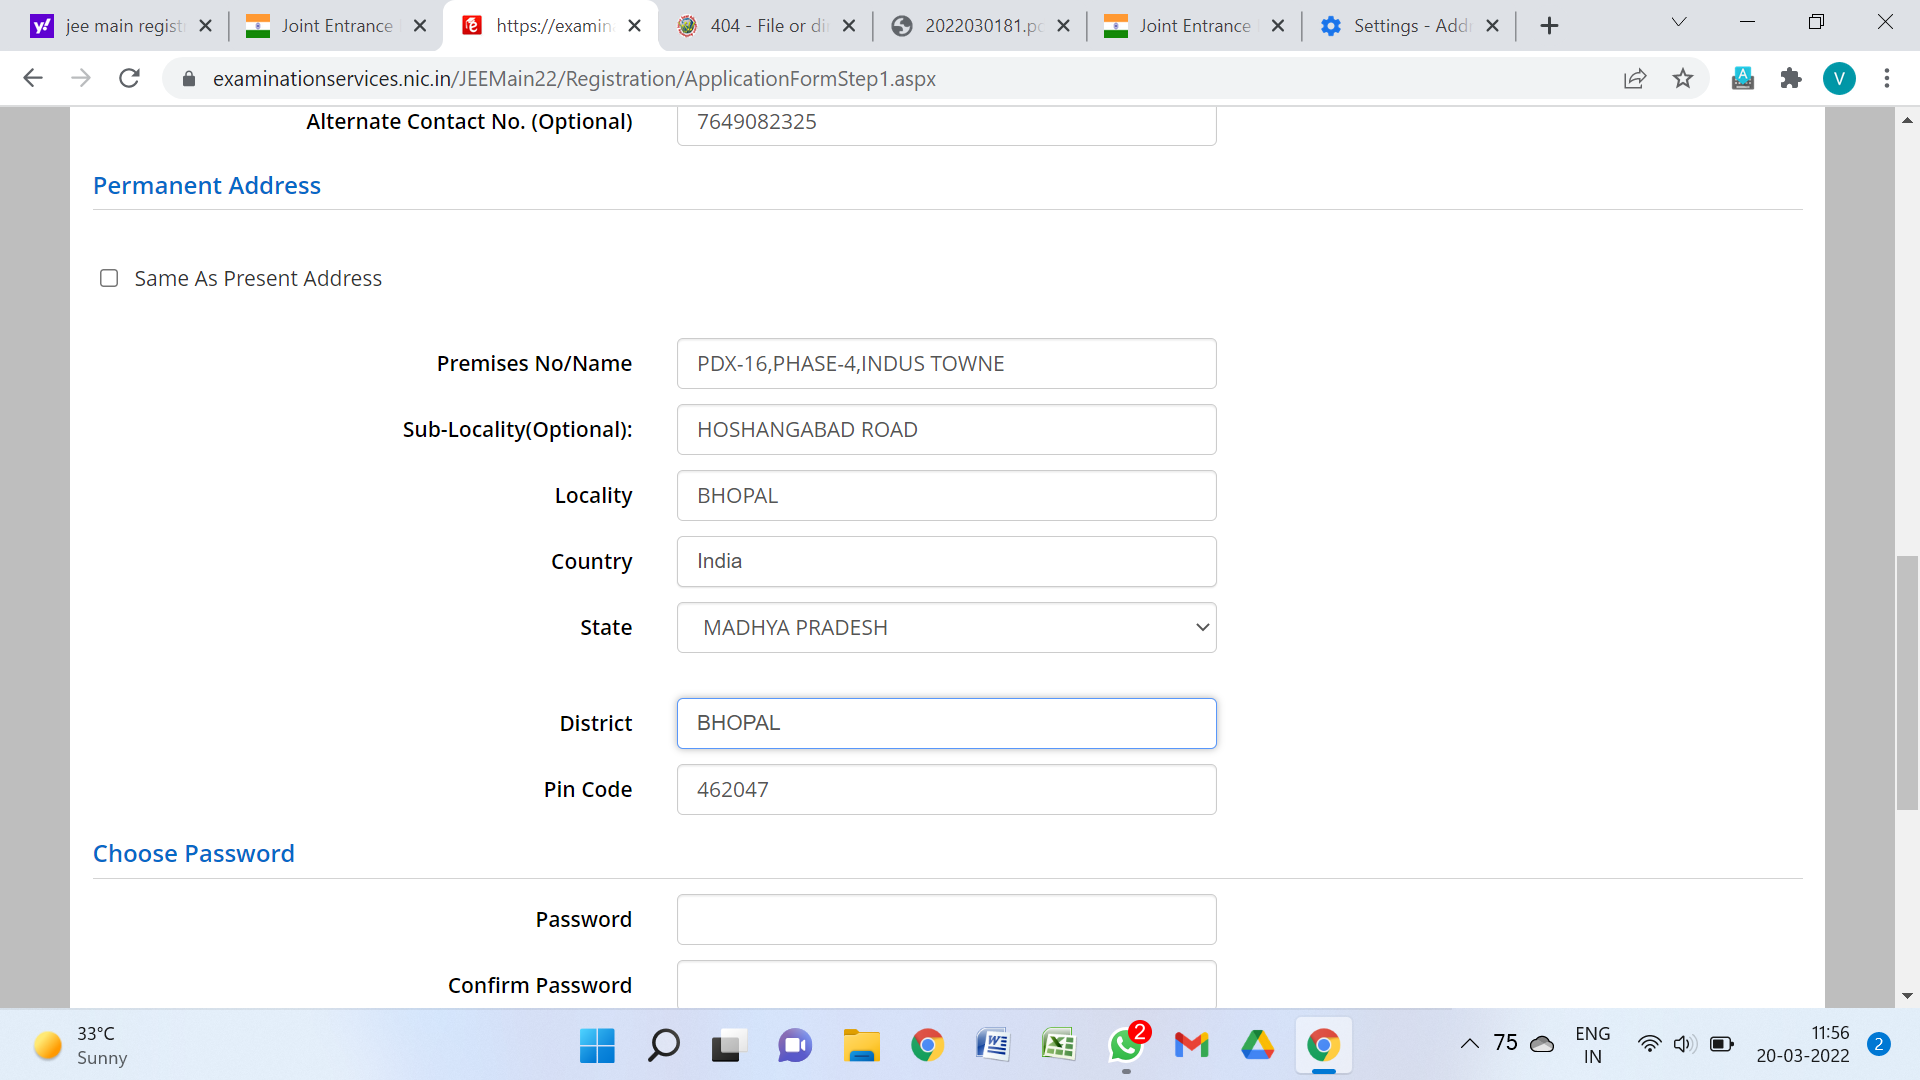 jee main regist
Joint Entrance
https://examin
404 - File or di
2022030181.pc
Joint Entrance
Settings - Add
examinationservices.nic.in/JEEMain22/Registration/ApplicationFormStep1.aspx
V
Alternate Contact No. (Optional) 7649082325
Permanent Address
Same As Present Address
Premises No/Name PDX-16,PHASE-4,INDUS TOWNE
Sub-Locality(Optional): HOSHANGABAD ROAD
Locality BHOPAL
Country India
State MADHYA PRADESH
District BHOPAL
Pin Code 462047
Choose Password
Password
Confirm Password
33°C
Sunny
2
75
ENG
IN
11:56
20-03-2022
2